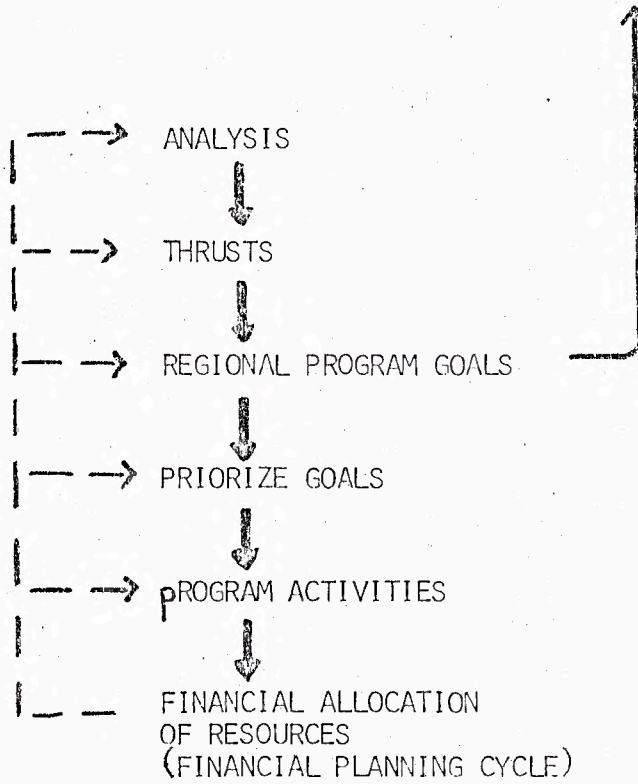 ANALYSIS
THRUSTS
REGIONAL PROGRAM GOALS
PRIORIZE GOALS
pROGRAM ACTIVITIES
FINANCIAL ALLOCATION
OF RESOURCES
(FINANCIAL PLANNING CYCLE)